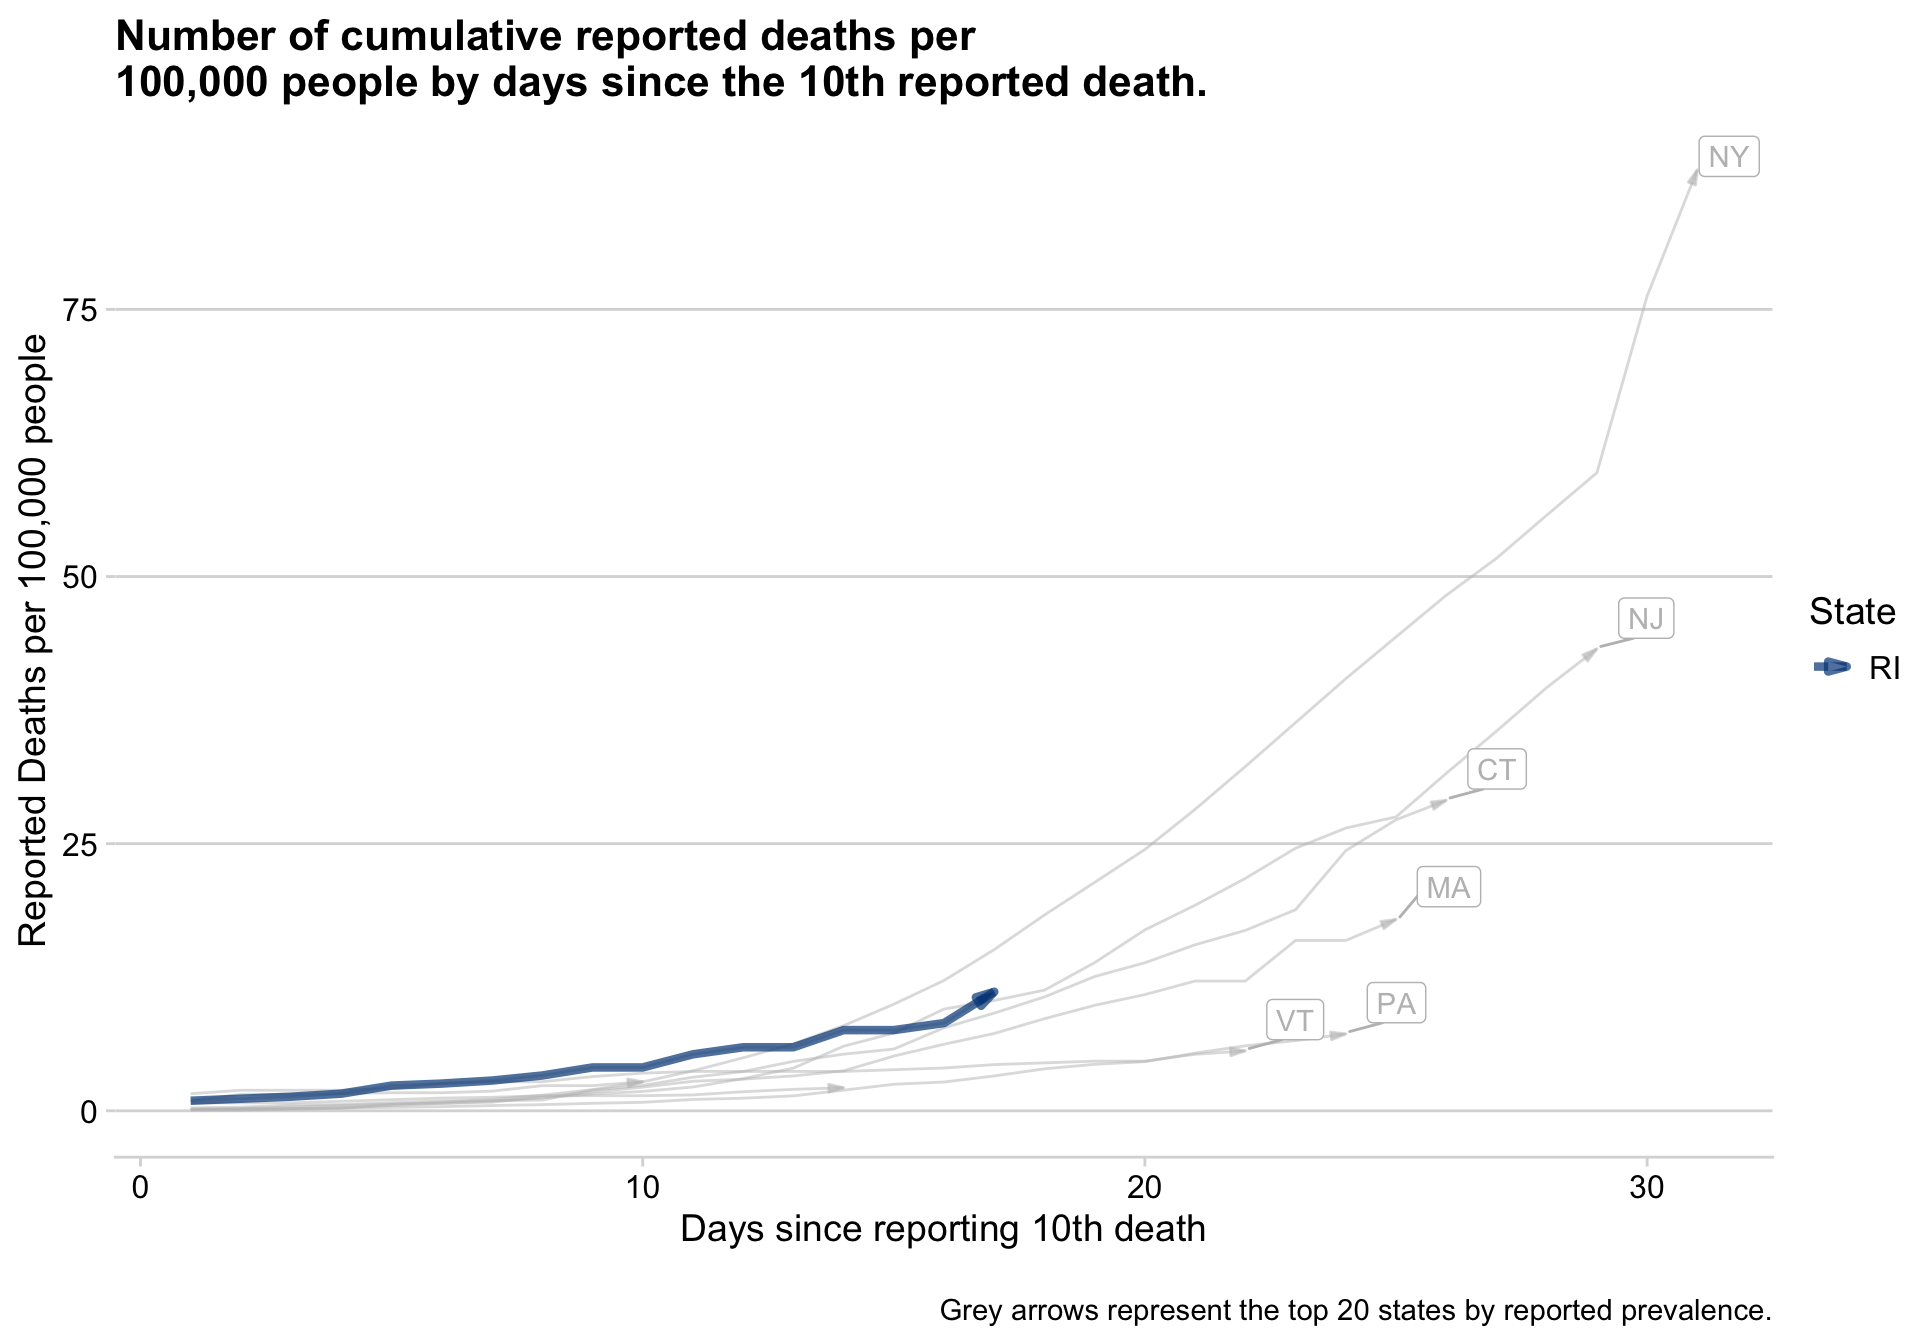 Number of cumulative reported deaths per
100,000 people by days since the 10th reported death.
Reported Deaths per 100,000 people
75
50
25
0
NY
NJ
CT
MA
PA
VT
State
RI
0 10 20 30
Days since reporting 10th death
Grey arrows represent the top 20 states by reported prevalence.